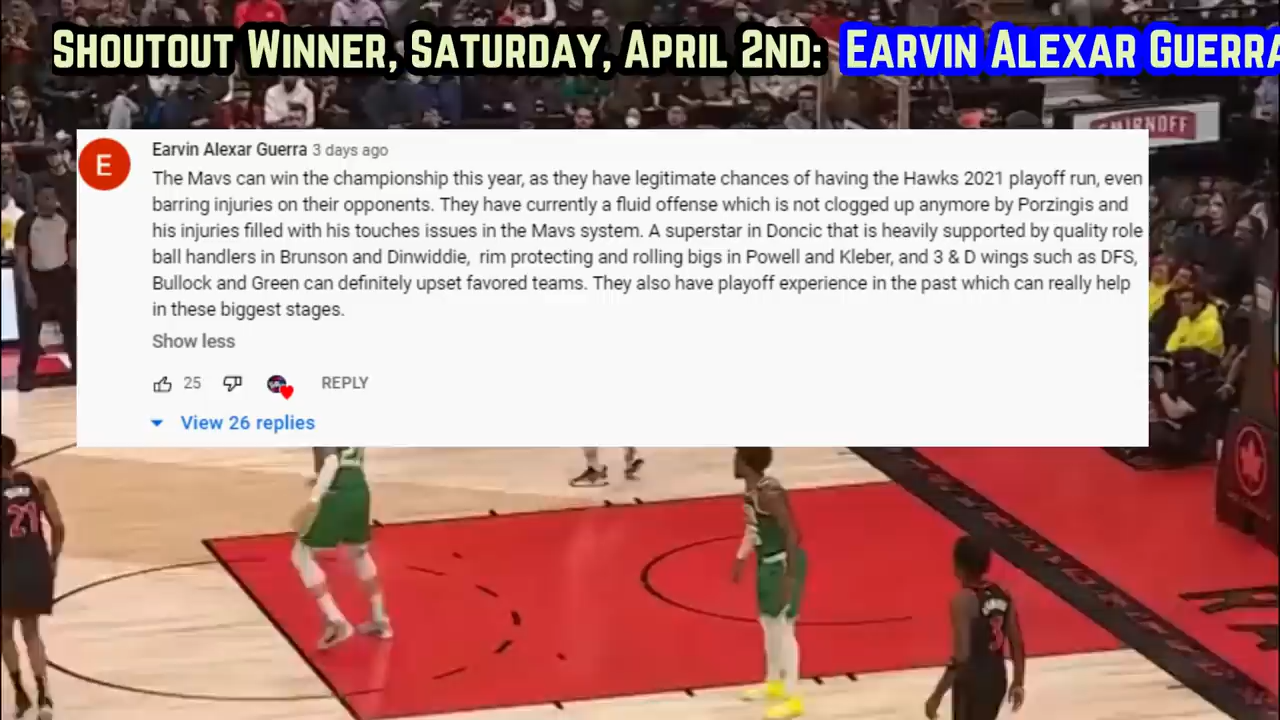 Shoutout Winner, Saturday, April 2nd: Earvin Alexar Guerra
SMIRNOFF
E
Earvin Alexar Guerra 3 days ago
The Mavs can win the championship this year, as they have legitimate chances of having the Hawks 2021 playoff run, even
barring injuries on their opponents. They have currently a fluid offense which is not clogged up anymore by Porzingis and
his injuries filled with his touches issues in the Mavs system. A superstar in Doncic that is heavily supported by quality role
ball handlers in Brunson and Dinwiddie, rim protecting and rolling bigs in Powell and Kleber, and 3 & D wings such as DFS,
Bullock and Green can definitely upset favored teams. They also have playoff experience in the past which can really help
in these biggest stages.
Show less
25 REPLY
View 26 replies
21
3